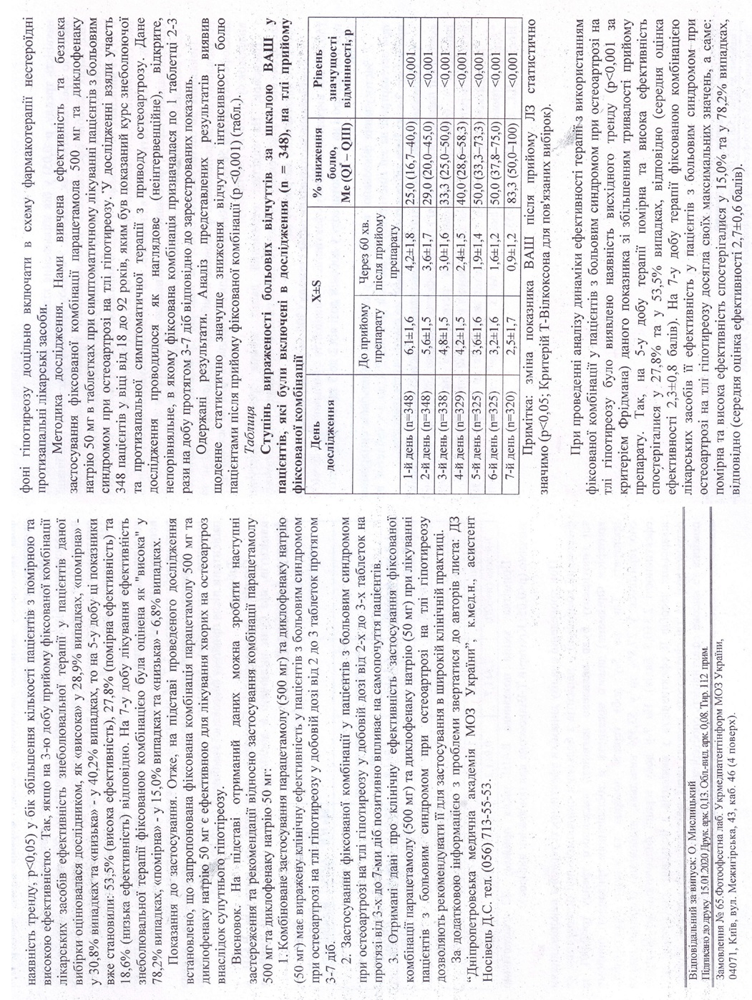 фоні гіпотиреозу доцільно включати в схему фармакотерапії нестероїдні
протизапальні лікарські засоби.
Методика дослідження. Нами вивчена ефективність та безпека
застосування фіксованої комбінації парацетамола 500 мг та диклофенаку
натрію 50 мг в таблетках при симптоматичному лікуванні пацієнтів з больовим
синдромом при остеоартрозі на тлі гіпотиреозу. У дослідженні взяли участь
348 пацієнтів у віці від 18 до 92 років, яким був показаний курс знеболюючої
та протизапальної симптоматичної терапії з приводу остеоартрозу. Дане
дослідження проводилося як наглядове (неінтервенційне), відкрите,
непорівняльне, в якому фіксована комбінація призначалася по 1 таблетці 2-3
рази на добу протягом 3-7 діб відповідно до зареєстрованих показань.
Одержані результати. Аналіз представлених результатів виявив
щоденне статистично значуще зниження відчуття інтенсивності болю
пацієнтами після прийому фіксованої комбінації (p <0,001) (табл.).
Таблиця
Ступінь вираженості больових відчуттів за шкалою ВАШ у
пацієнтів, які були включені в дослідження (n = 348), на тлі прийому
фіксованої комбінації
День дослідження X±S % зниження болю, Me (QI – QIII) Рівень значущості відмінності, p
До прийому препарату Через 60 хв. після прийому препарату
1-й день (n=348) 6,1±1,6 4,2±1,8 25,0 (16,7–40,0) <0,001
2-й день (n=348) 5,6±1,5 3,6±1,7 29,0 (20,0–45,0) <0,001
3-й день (n=338) 4,8±1,5 3,0±1,6 33,3 (25,0–50,0) <0,001
4-й день (n=329) 4,2±1,5 2,4±1,5 40,0 (28,6–58,3) <0,001
5-й день (n=325) 3,6±1,6 1,9±1,4 50,0 (33,3–73,3) <0,001
6-й день (n=325) 3,2±1,6 1,6±1,2 50,0 (37,8–75,0) <0,001
7-й день (n=320) 2,5±1,7 0,9±1,2 83,3 (50,0–100) <0,001
Примітка: зміна показника ВАШ після прийому ЛЗ статистично
значимо (p<0,05; Критерій Т-Вілкоксона для пов'язаних вибірок).
При проведенні аналізу динаміки ефективності терапії з використанням
фіксованої комбінації у пацієнтів з больовим синдромом при остеоартрозі на
тлі гіпотиреозу було виявлено наявність висхідного тренду (p<0,001 за
критерієм Фрідмана) даного показника зі збільшенням тривалості прийому
препарату. Так, на 5-у добу терапії помірна та висока ефективність
спостерігалися у 27,8% та у 53,5% випадках, відповідно (середня оцінка
ефективності 2,3±0,8 балів). На 7-у добу терапії фіксованою комбінацією
лікарських засобів її ефективність у пацієнтів з больовим синдромом при
остеоартрозі на тлі гіпотиреозу досягла своїх максимальних значень, а саме:
помірна та висока ефективність спостерігалися у 15,0% та у 78,2% випадках,
відповідно (середня оцінка ефективності 2,7±0,6 балів).
наявність тренду, p<0,05) у бік збільшення кількості пацієнтів з помірною та
високою ефективністю. Так, якщо на 3-ю добу прийому фіксованої комбінації
лікарських засобів ефективність знеболювальної терапії у пацієнтів даної
вибірки оцінювалася дослідником, як «висока» у 28,9% випадках, «помірна» -
у 30,8% випадках та «низька» - у 40,2% випадках, то на 5-у добу ці показники
вже становили: 53,5% (висока ефективність), 27,8% (помірна ефективність) та
18,6% (низька ефективність) відповідно. На 7-у добу лікування ефективність
знеболювальної терапії фіксованою комбінацією була оцінена як "висока" у
78,2% випадках, «помірна» - у 15,0% випадках та «низька» - 6,8% випадках.
Показання до застосування. Отже, на підставі проведеного дослідження
встановлено, що запропонована фіксована комбінація парацетамолу 500 мг та
диклофенаку натрію 50 мг є ефективною для лікування хворих на остеоартроз
внаслідок супутнього гіпотіреозу.
Висновок. На підставі отриманий даних можна зробити наступні
застереження та рекомендації відносно застосування комбінації парацетамолу
500 мг та диклофенаку натрію 50 мг:
1. Комбіноване застосування парацетамолу (500 мг) та диклофенаку натрію
(50 мг) має виражену клінічну ефективність у пацієнтів з больовим синдромом
при остеоартрозі на тлі гіпотиреозу у добовій дозі від 2 до 3 таблеток протягом
3-7 діб.
2. Застосування фіксованої комбінації у пацієнтів з больовим синдромом
при остеоартрозі на тлі гіпотиреозу у добовій дозі від 2-х до 3-х таблеток на
протязі від 3-х до 7-ми діб позитивно впливає на самопочуття пацієнтів.
3. Отримані дані про клінічну ефективність застосування фіксованої
комбінації парацетамолу (500 мг) та диклофенаку натрію (50 мг) при лікуванні
пацієнтів з больовим синдромом при остеоартрозі на тлі гіпотиреозу
дозволяють рекомендувати її для застосування в широкій клінічній практиці.
За додатковою інформацією з проблеми звертатися до авторів листа: ДЗ
“Дніпропетровська медична академія МОЗ України”, к.мед.н., асистент
Носівець Д.С. тел. (056) 713-55-53.
Відповідальний за випуск: О. Мислицький
Підписано до друку 15.01.2020 Друк. арк. 0,13. Обл.-вид. арк. 0,08. Тир. 112 прим.
Замовлення № 65.Фотоофсетна лаб. Укрмедпатентінформ МОЗ України,
04071, Київ, вул. Межигірська, 43, каб. 46 (4 поверх).